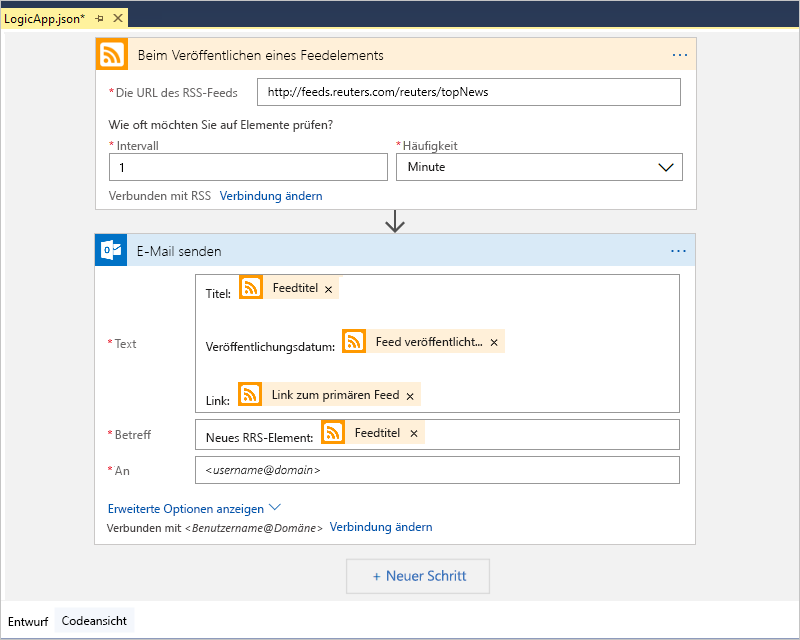 LogicApp.json*
Beim Veröffentlichen eines Feedelements
*Die URL des RSS-Feeds http://feeds.reuters.com/reuters/topNews
Wie oft möchten Sie auf Elemente prüfen?
*Intervall *Häufigkeit
1 Minute
Verbunden mit RSS Verbindung ändern
E-Mail senden
Titel: Feedtitel ×
*Text
Veröffentlichungsdatum: Feed veröffentlicht... ×
Link: Link zum primären Feed ×
*Betreff Neues RRS-Element: Feedtitel ×
*An <username@domain>
Erweiterte Optionen anzeigen
Verbunden mit <Benutzername@Domäne> Verbindung ändern
+ Neuer Schritt
Entwurf Codeansicht